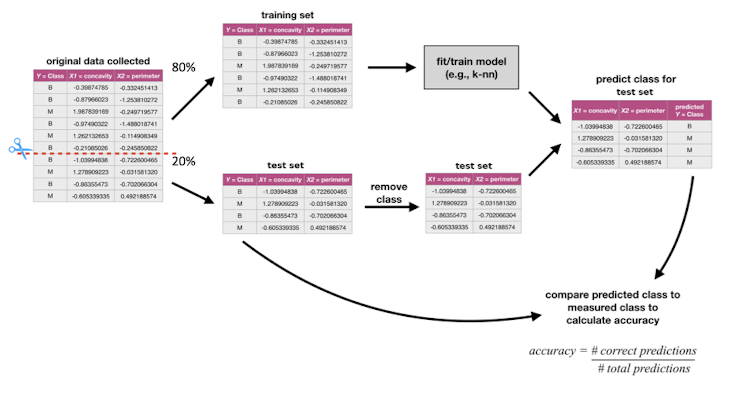 training set
Y = Class X1 = concavity X2 = perimeter
B -0.39874785 -0.332451413
B -0.87966023 -1.253810272
M 1.987839169 -0.249719577
B -0.97490322 -1.488018741
M 1.262132653 -0.114908349
B -0.21085026 -0.245850822
original data collected
Y = Class X1 = concavity X2 = perimeter
B -0.39874785 -0.332451413
B -0.87966023 -1.253810272
M 1.987839169 -0.249719577
B -0.97490322 -1.488018741
M 1.262132653 -0.114908349
B -0.21085026 -0.245850822
B -1.03994838 -0.722600465
M 1.278909223 -0.031581320
B -0.86355473 -0.702066304
M -0.605339335 0.492188574
80%
20%
fit/train model
(e.g., k-nn)
test set
Y = Class X1 = concavity X2 = perimeter
B -1.03994838 -0.722600465
M 1.278909223 -0.031581320
B -0.86355473 -0.702066304
M -0.605339335 0.492188574
remove
class
test set
X1 = concavity X2 = perimeter
-1.03994838 -0.722600465
1.278909223 -0.031581320
-0.86355473 -0.702066304
-0.605339335 0.492188574
predict class for
test set
X1 = concavity X2 = perimeter predicted
Y = Class
-1.03994838 -0.722600465 B
1.278909223 -0.031581320 M
-0.86355473 -0.702066304 M
-0.605339335 0.492188574 M
compare predicted class to
measured class to
calculate accuracy
accuracy = # correct predictions
# total predictions